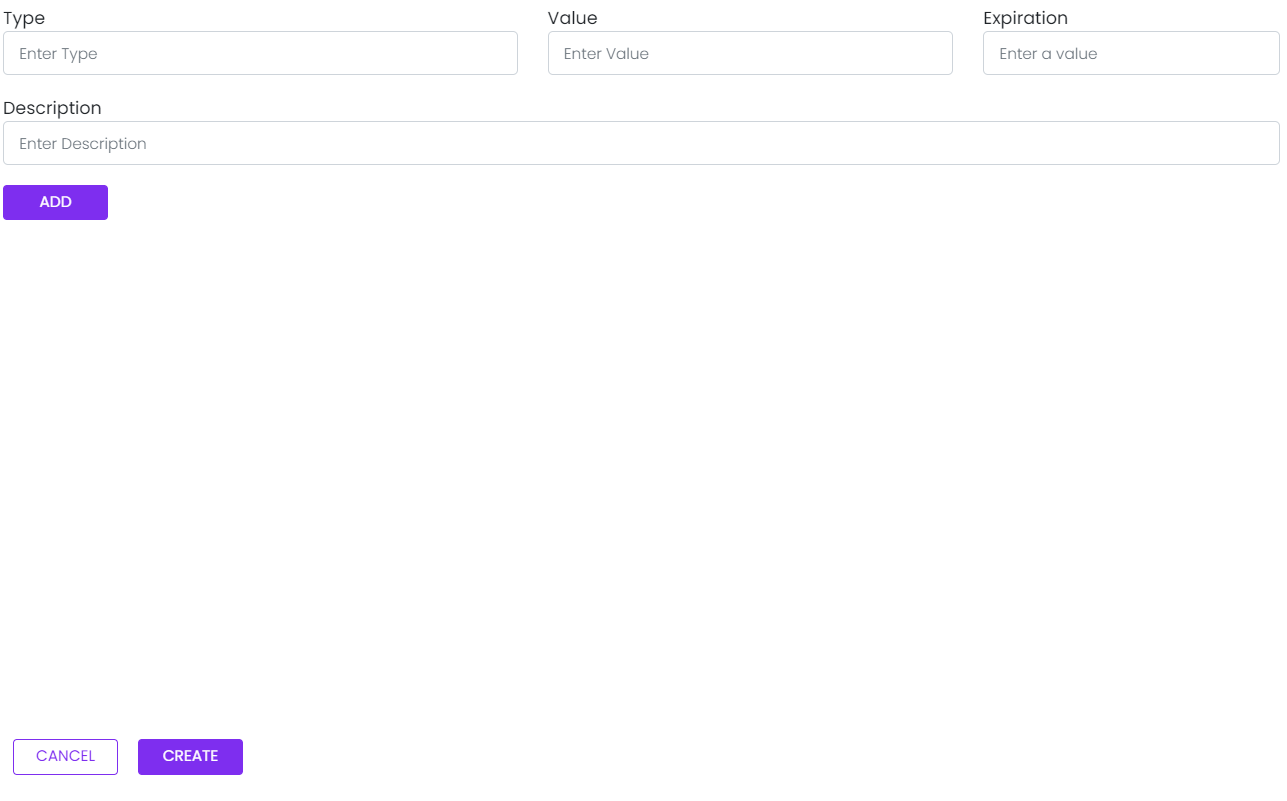 Type Value Expiration
Enter Type Enter Value Enter a value
Description
Enter Description
ADD
CANCEL CREATE